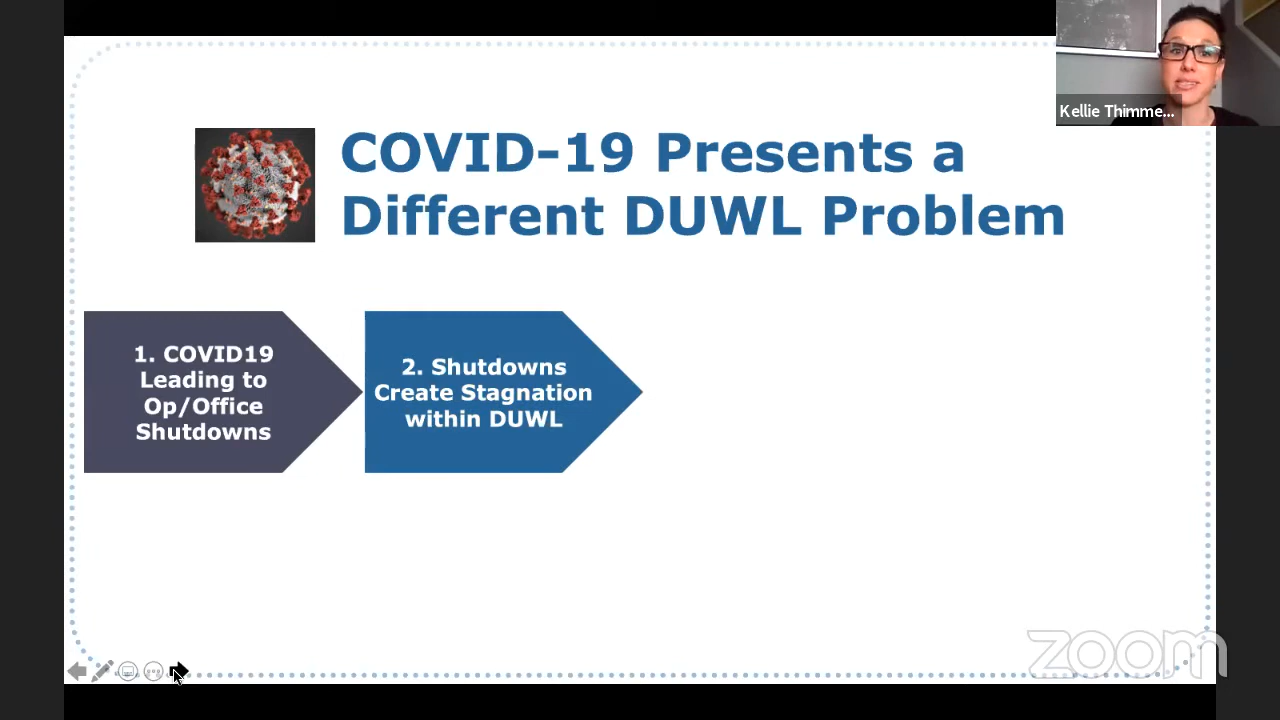 Kellie Thimme...
COVID-19 Presents a
Different DUWL Problem
1. COVID19
Leading to
Op/Office
Shutdowns
2. Shutdowns
Create Stagnation
within DUWL
zoom